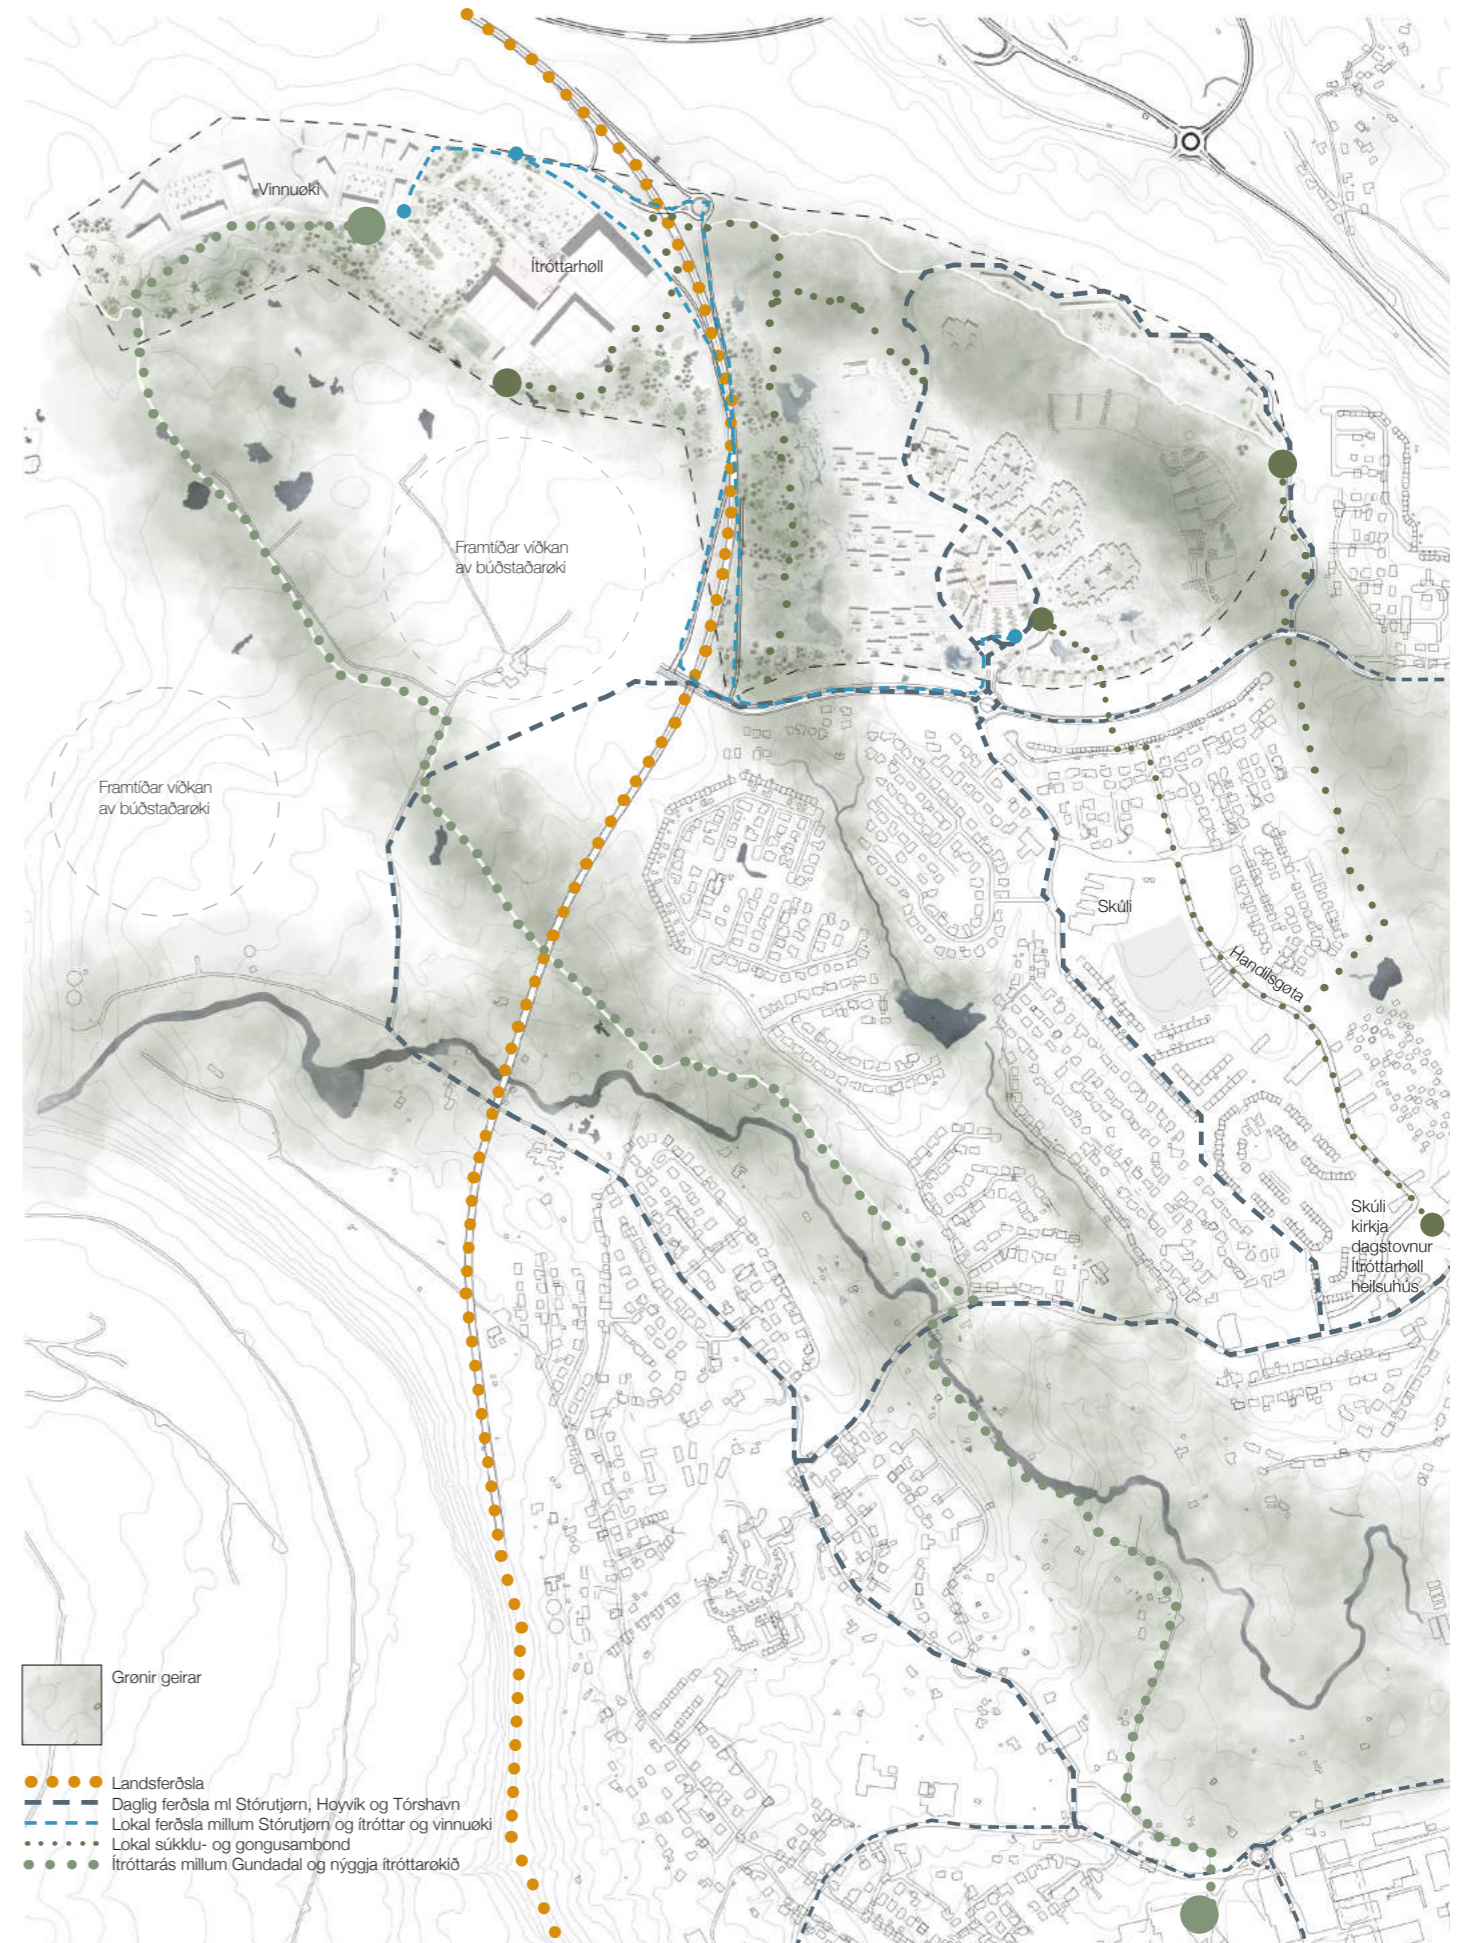 Vinnuøki
Ítróttarhøll
Framtíðar víðkan
av búðstaðarøki
Framtíðar víðkan
av búðstaðarøki
Skúli
Handilsgøta
Skúli
kirkja
dagstovnur
Ítróttarhøll
heilsuhús
Grønir geirar
Landsferðsla
Daglig ferðsla ml Stórutjørn, Hoyvík og Tórshavn
Lokal ferðsla millum Stórutjørn og ítróttar og vinnuøki
Lokal súkklu- og gongusambond
Ítróttarás millum Gundadal og nýggja ítróttarøkið